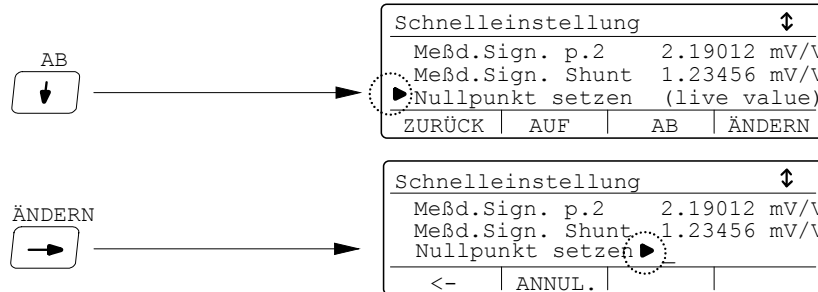 AB
Schnelleinstellung
Meßd.Sign. p.2 2.19012 mV/V
Meßd.Sign. Shunt 1.23456 mV/V
Nullpunkt setzen (live value)
ZURÜCK AUF AB ÄNDERN
ÄNDERN
Schnelleinstellung
Meßd.Sign. p.2 2.19012 mV/V
Meßd.Sign. Shunt 1.23456 mV/V
Nullpunkt setzen _
<- ANNUL.